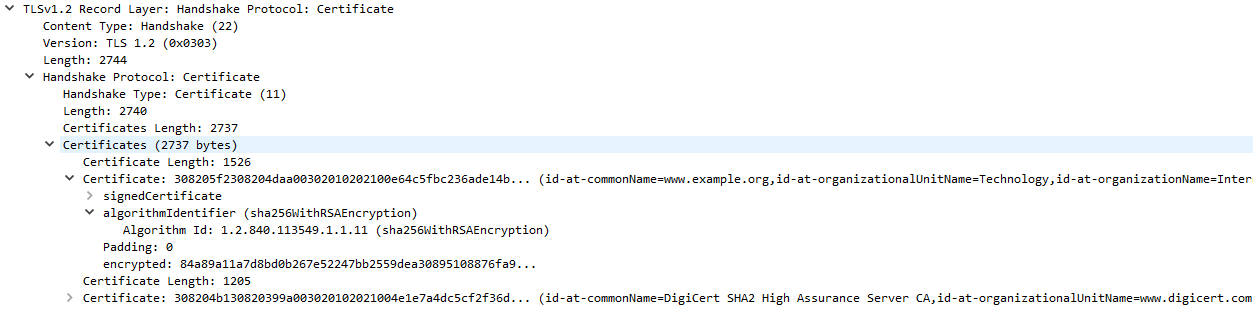 TLSv1.2 Record Layer: Handshake Protocol: Certificate
Content Type: Handshake (22)
Version: TLS 1.2 (0x0303)
Length: 2744
Handshake Protocol: Certificate
Handshake Type: Certificate (11)
Length: 2740
Certificates Length: 2737
Certificates (2737 bytes)
Certificate Length: 1526
Certificate: 308205f2308204daa00302010202100e64c5fbc236ade14b... (id-at-commonName=www.example.org,id-at-organizationalUnitName=Technology,id-at-organizationName=Inter
signedCertificate
algorithmIdentifier (sha256WithRSAEncryption)
Algorithm Id: 1.2.840.113549.1.1.11 (sha256WithRSAEncryption)
Padding: 0
encrypted: 84a89a11a7d8bd0b267e52247bb2559dea30895108876fa9...
Certificate Length: 1205
Certificate: 308204b130820399a003020102021004e1e7a4dc5cf2f36d... (id-at-commonName=DigiCert SHA2 High Assurance Server CA,id-at-organizationalUnitName=www.digicert.com